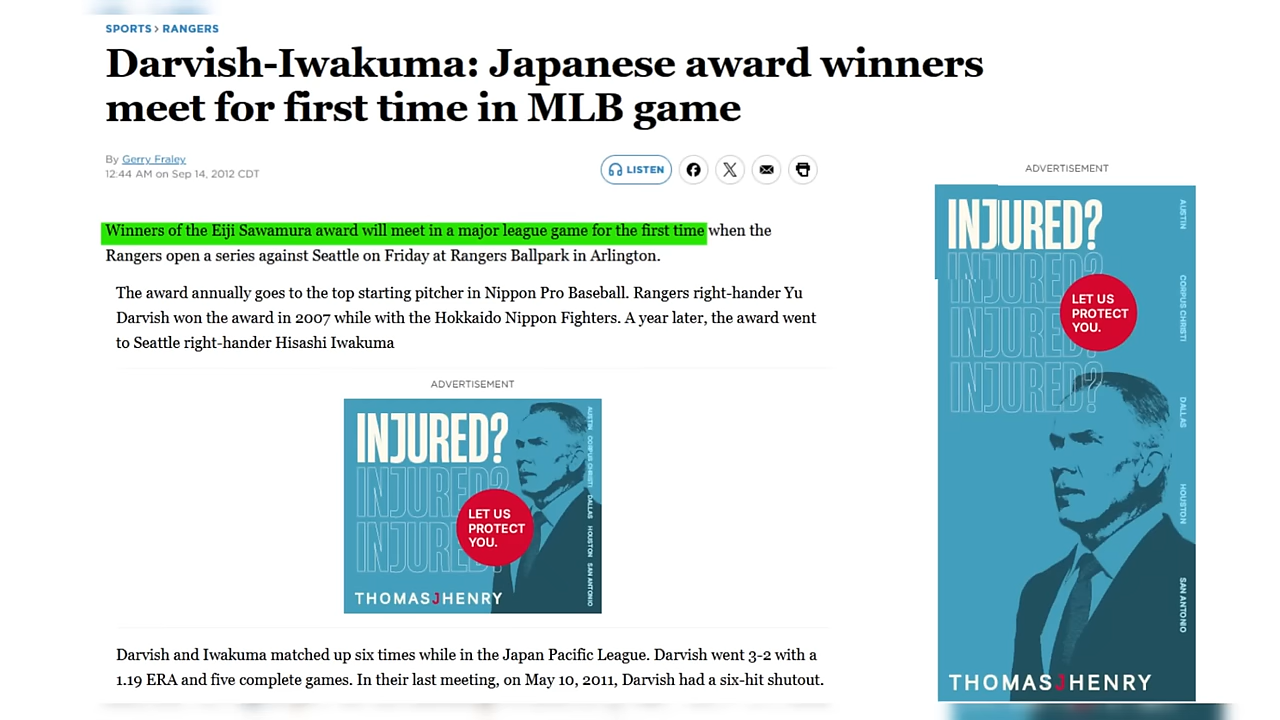 SPORTS > RANGERS
Darvish-Iwakuma: Japanese award winners
meet for first time in MLB game
By Gerry Fraley
12:44 AM on Sep 14, 2012 CDT
LISTEN
Winners of the Eiji Sawamura award will meet in a major league game for the first time when the
Rangers open a series against Seattle on Friday at Rangers Ballpark in Arlington.
The award annually goes to the top starting pitcher in Nippon Pro Baseball. Rangers right-hander Yu
Darvish won the award in 2007 while with the Hokkaido Nippon Fighters. A year later, the award went
to Seattle right-hander Hisashi Iwakuma
ADVERTISEMENT
INJURED?
INJURED?
INJURED?
LET US
PROTECT
YOU.
AUSTIN
CORPUS CHRISTI
DALLAS
HOUSTON
SAN ANTONIO
THOMASJHENRY
Darvish and Iwakuma matched up six times while in the Japan Pacific League. Darvish went 3-2 with a
1.19 ERA and five complete games. In their last meeting, on May 10, 2011, Darvish had a six-hit shutout.
ADVERTISEMENT
INJURED?
INJURED?
INJURED?
INJURED?
LET US
PROTECT
YOU.
AUSTIN
CORPUS CHRISTI
DALLAS
HOUSTON
SAN ANTONIO
THOMASJHENRY